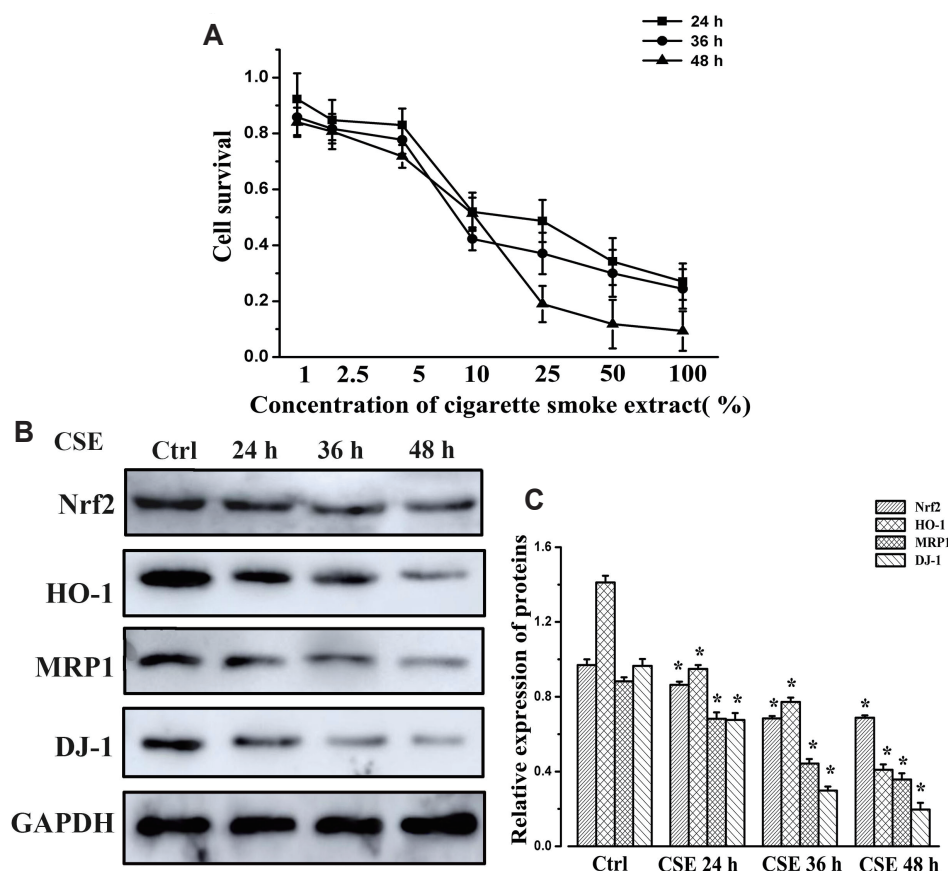 A
24 h
36 h
48 h
Cell survival
1.0
0.8
0.6
0.4
0.2
0.0
1 2.5 5 10 25 50 100
Concentration of cigarette smoke extract( %)
B
CSE Ctrl 24 h 36 h 48 h
Nrf2
HO-1
MRP1
DJ-1
GAPDH
C
Nrf2
HO-1
MRP1
DJ-1
Relative expression of proteins
1.6
1.2
0.8
0.4
0.0
* * * *
* * * *
* * * *
Ctrl CSE 24 h CSE 36 h CSE 48 h